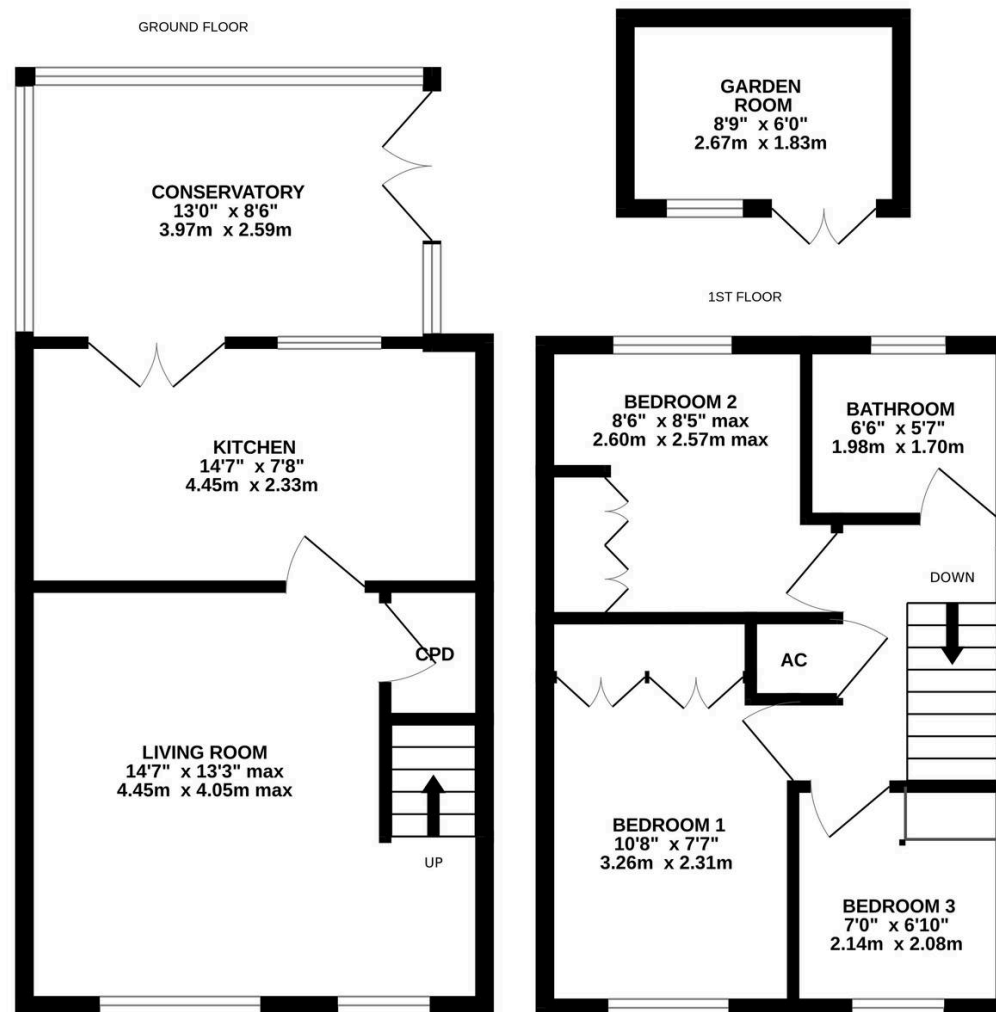 GROUND FLOOR
CONSERVATORY
13'0" x 8'6"
3.97m x 2.59m
KITCHEN
14'7" x 7'8"
4.45m x 2.33m
CPD
LIVING ROOM
14'7" x 13'3" max
4.45m x 4.05m max
UP
GARDEN
ROOM
8'9" x 6'0"
2.67m x 1.83m
1ST FLOOR
BEDROOM 2
8'6" x 8'5" max
2.60m x 2.57m max
BATHROOM
6'6" x 5'7"
1.98m x 1.70m
DOWN
AC
BEDROOM 1
10'8" x 7'7"
3.26m x 2.31m
BEDROOM 3
7'0" x 6'10"
2.14m x 2.08m